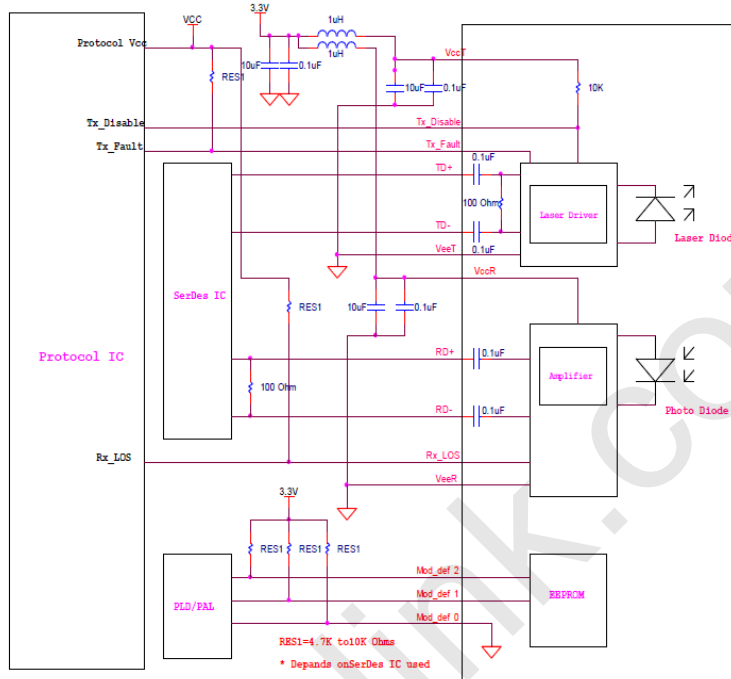 3.3V
VCC
1uH
Protocol Vcc
1uH
VccT
10uF
0.1uF
RES1
10uF
0.1uF
10K
Tx_Disable
Tx_Disable
Tx_Fault
Tx_Fault
0.1uF
TD+
100 Ohm
Laser Driver
TD-
0.1uF
Laser Diod
VeeT
VccR
SerDes IC
RES1
10uF
0.1uF
Protocol IC
RD+
0.1uF
100 Ohm
Amplifier
RD-
0.1uF
Photo Diode
Rx_LOS
Rx_LOS
VeeR
3.3V
RES1
RES1
RES1
Mod_def 2
PLD/PAL
Mod_def 1
EEPROM
Mod_def 0
RES1=4.7K to10K Ohms
* Depands onSerDes IC used
link.co